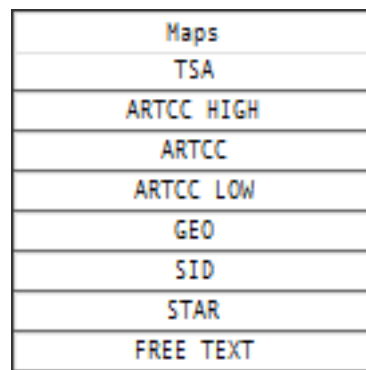 Maps
TSA
ARTCC HIGH
ARTCC
ARTCC LOW
GEO
SID
STAR
FREE TEXT